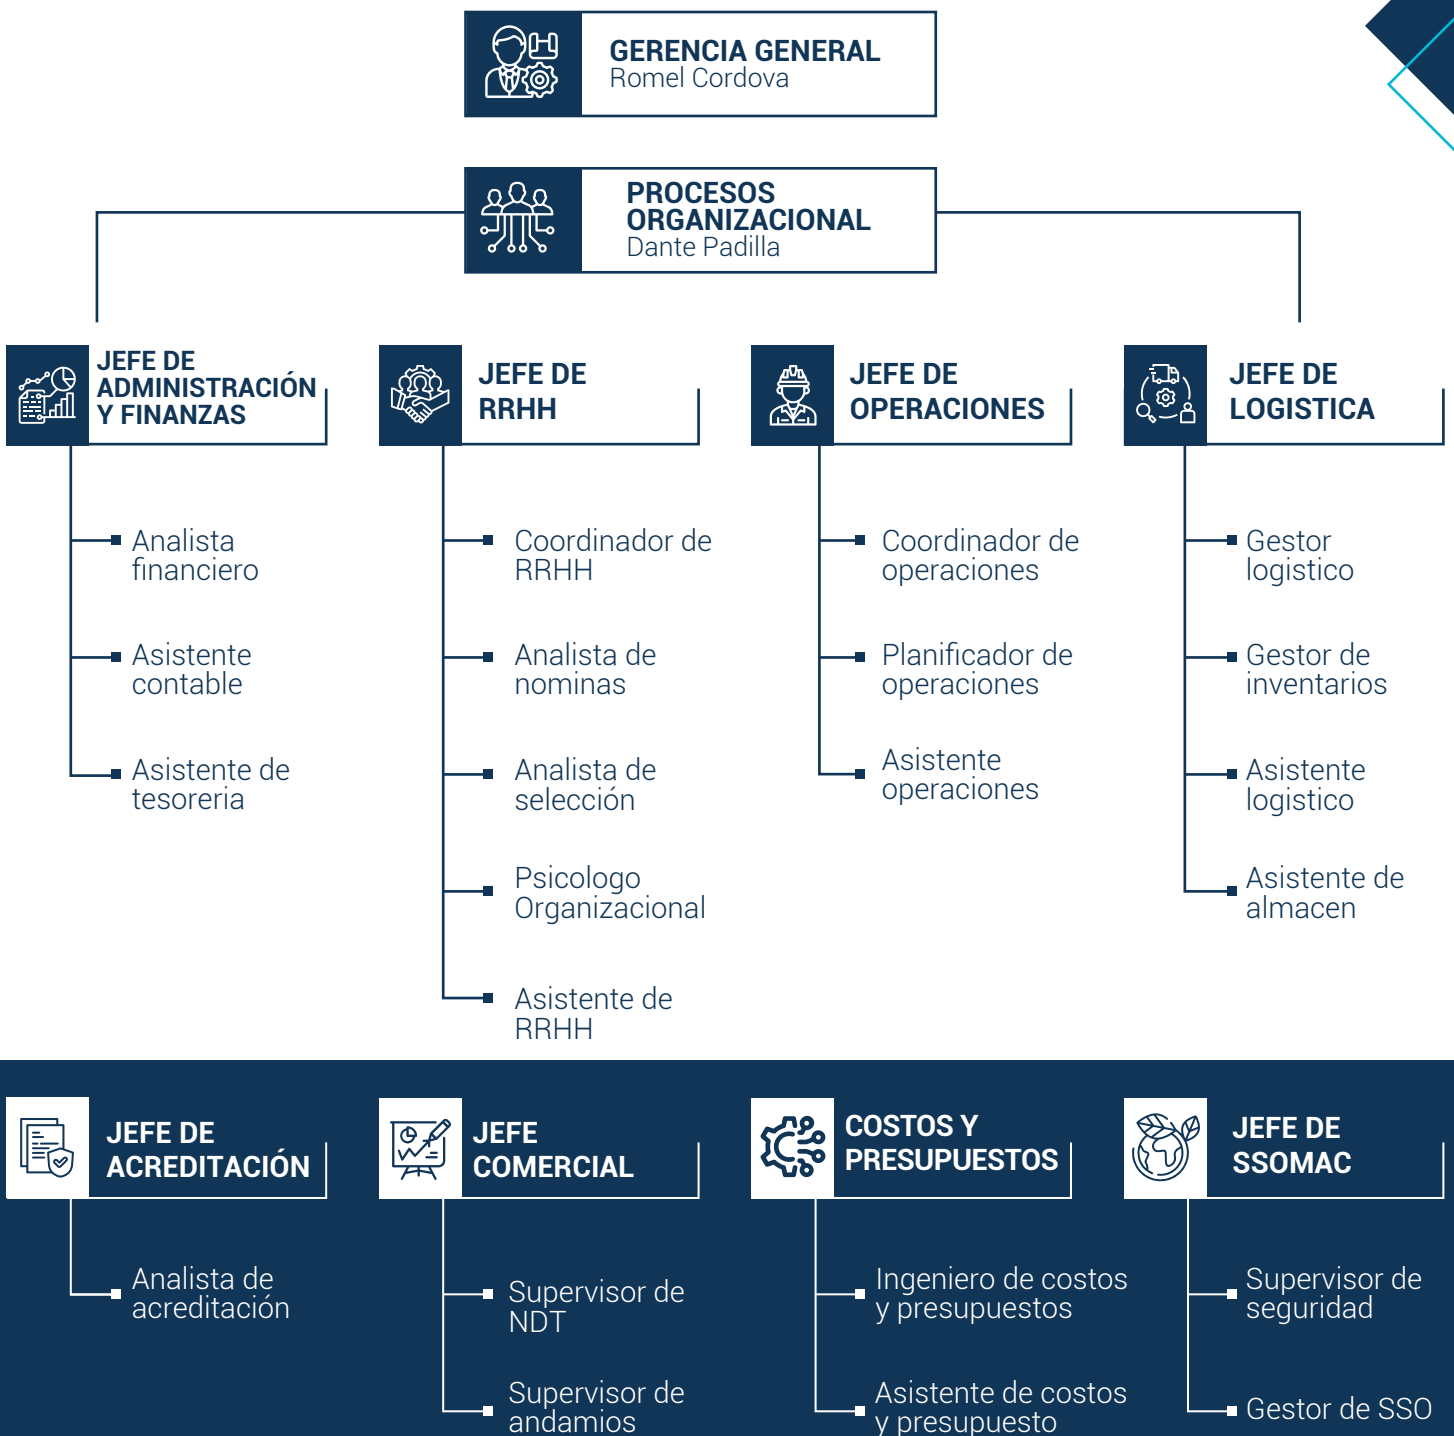 GERENCIA GENERAL
Romel Cordova
PROCESOS
ORGANIZACIONAL
Dante Padilla
JEFE DE
ADMINISTRACIÓN
Y FINANZAS
Analista
financiero
Asistente
contable
Asistente de
tesoreria
JEFE DE
RRHH
Coordinador de
RRHH
Analista de
nominas
Analista de
selección
Psicologo
Organizacional
Asistente de
RRHH
JEFE DE
OPERACIONES
Coordinador de
operaciones
Planificador de
operaciones
Asistente
operaciones
JEFE DE
LOGISTICA
Gestor
logistico
Gestor de
inventarios
Asistente
logistico
Asistente de
almacen
JEFE DE
ACREDITACIÓN
Analista de
acreditación
JEFE
COMERCIAL
Supervisor de
NDT
Supervisor de
andamios
COSTOS Y
PRESUPUESTOS
Ingeniero de costos
y presupuestos
Asistente de costos
y presupuesto
JEFE DE
SSOMAC
Supervisor de
seguridad
Gestor de SSO